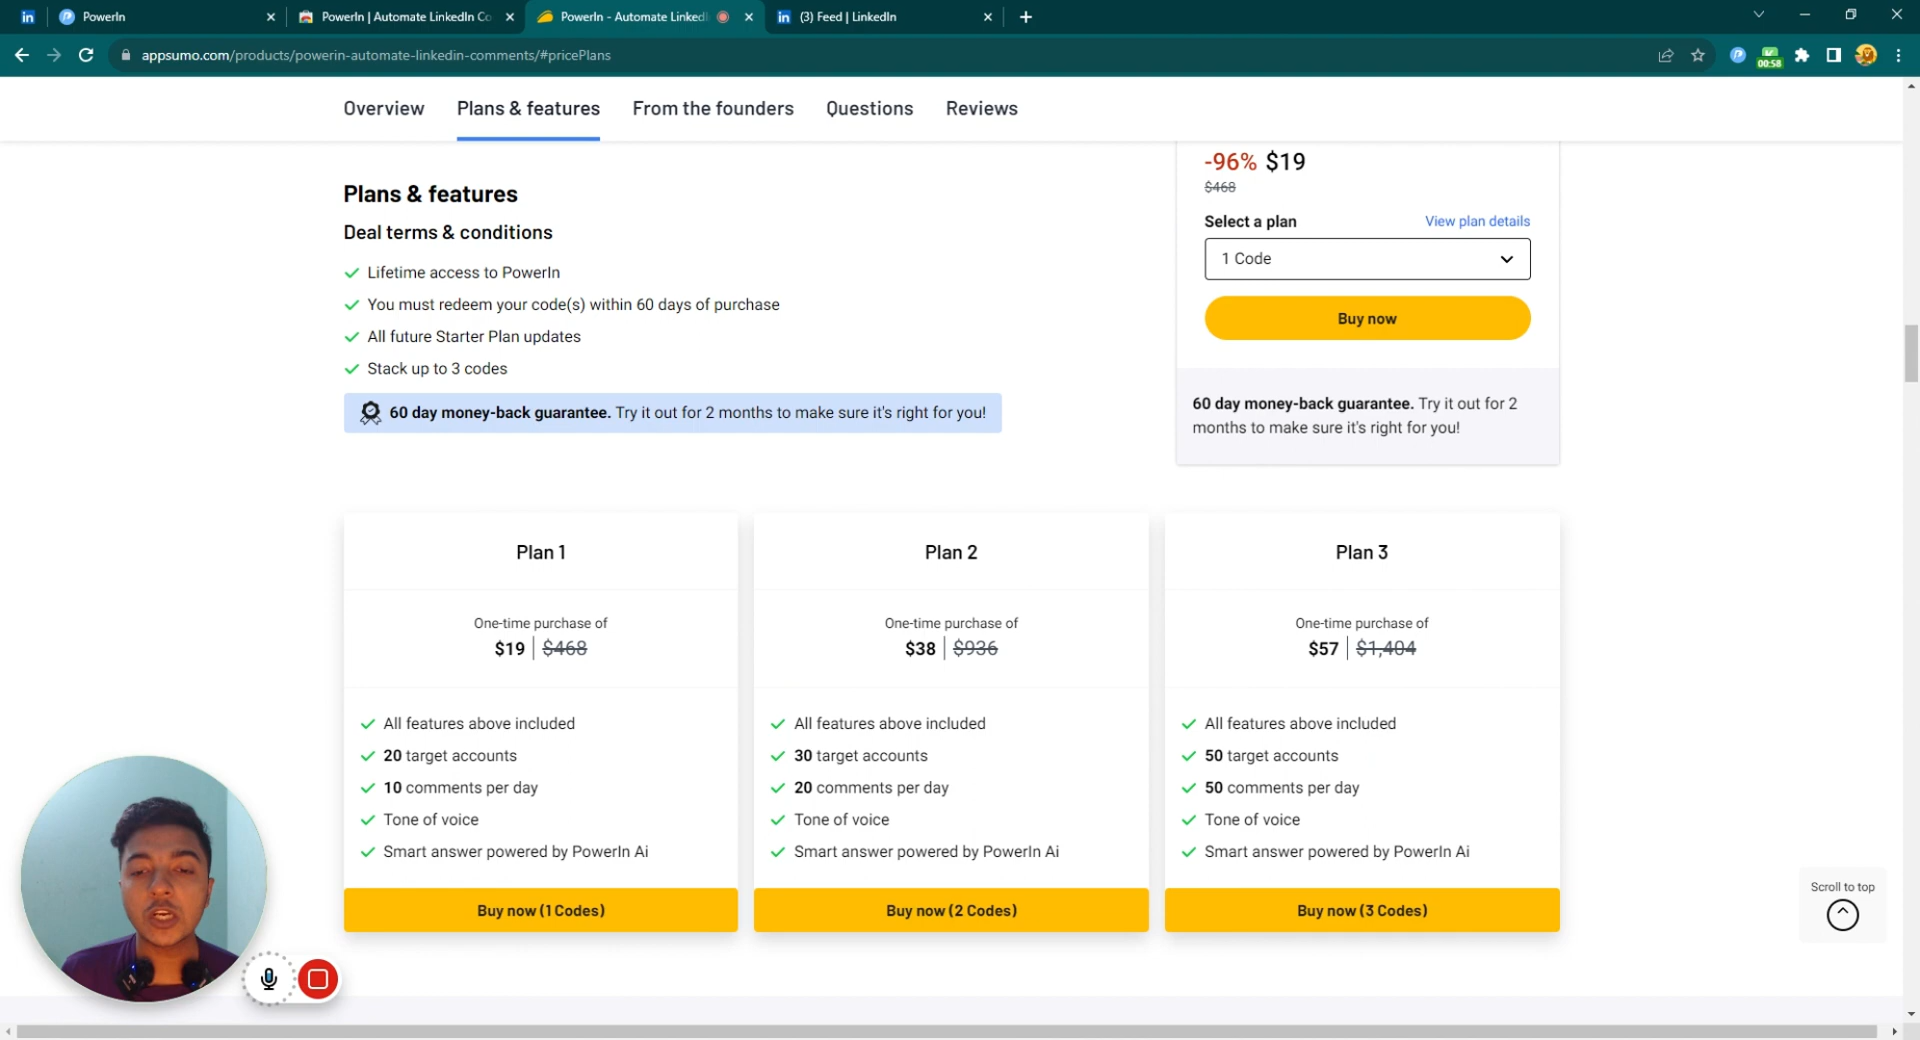 PowerIn
PowerIn | Automate LinkedIn Co
PowerIn - Automate LinkedI
(3) Feed | LinkedIn
appsumo.com/products/powerin-automate-linkedin-comments/#pricePlans
00:58
Overview
Plans & features
From the founders
Questions
Reviews
-96% $19
$468
Select a plan
View plan details
1 Code
Buy now
60 day money-back guarantee. Try it out for 2
months to make sure it's right for you!
Plans & features
Deal terms & conditions
Lifetime access to PowerIn
You must redeem your code(s) within 60 days of purchase
All future Starter Plan updates
Stack up to 3 codes
60 day money-back guarantee. Try it out for 2 months to make sure it's right for you!
Plan 1
One-time purchase of
$19 | $468
All features above included
20 target accounts
10 comments per day
Tone of voice
Smart answer powered by PowerIn Ai
Buy now (1 Codes)
Plan 2
One-time purchase of
$38 | $936
All features above included
30 target accounts
20 comments per day
Tone of voice
Smart answer powered by PowerIn Ai
Buy now (2 Codes)
Plan 3
One-time purchase of
$57 | $1,404
All features above included
50 target accounts
50 comments per day
Tone of voice
Smart answer powered by PowerIn Ai
Buy now (3 Codes)
Scroll to top